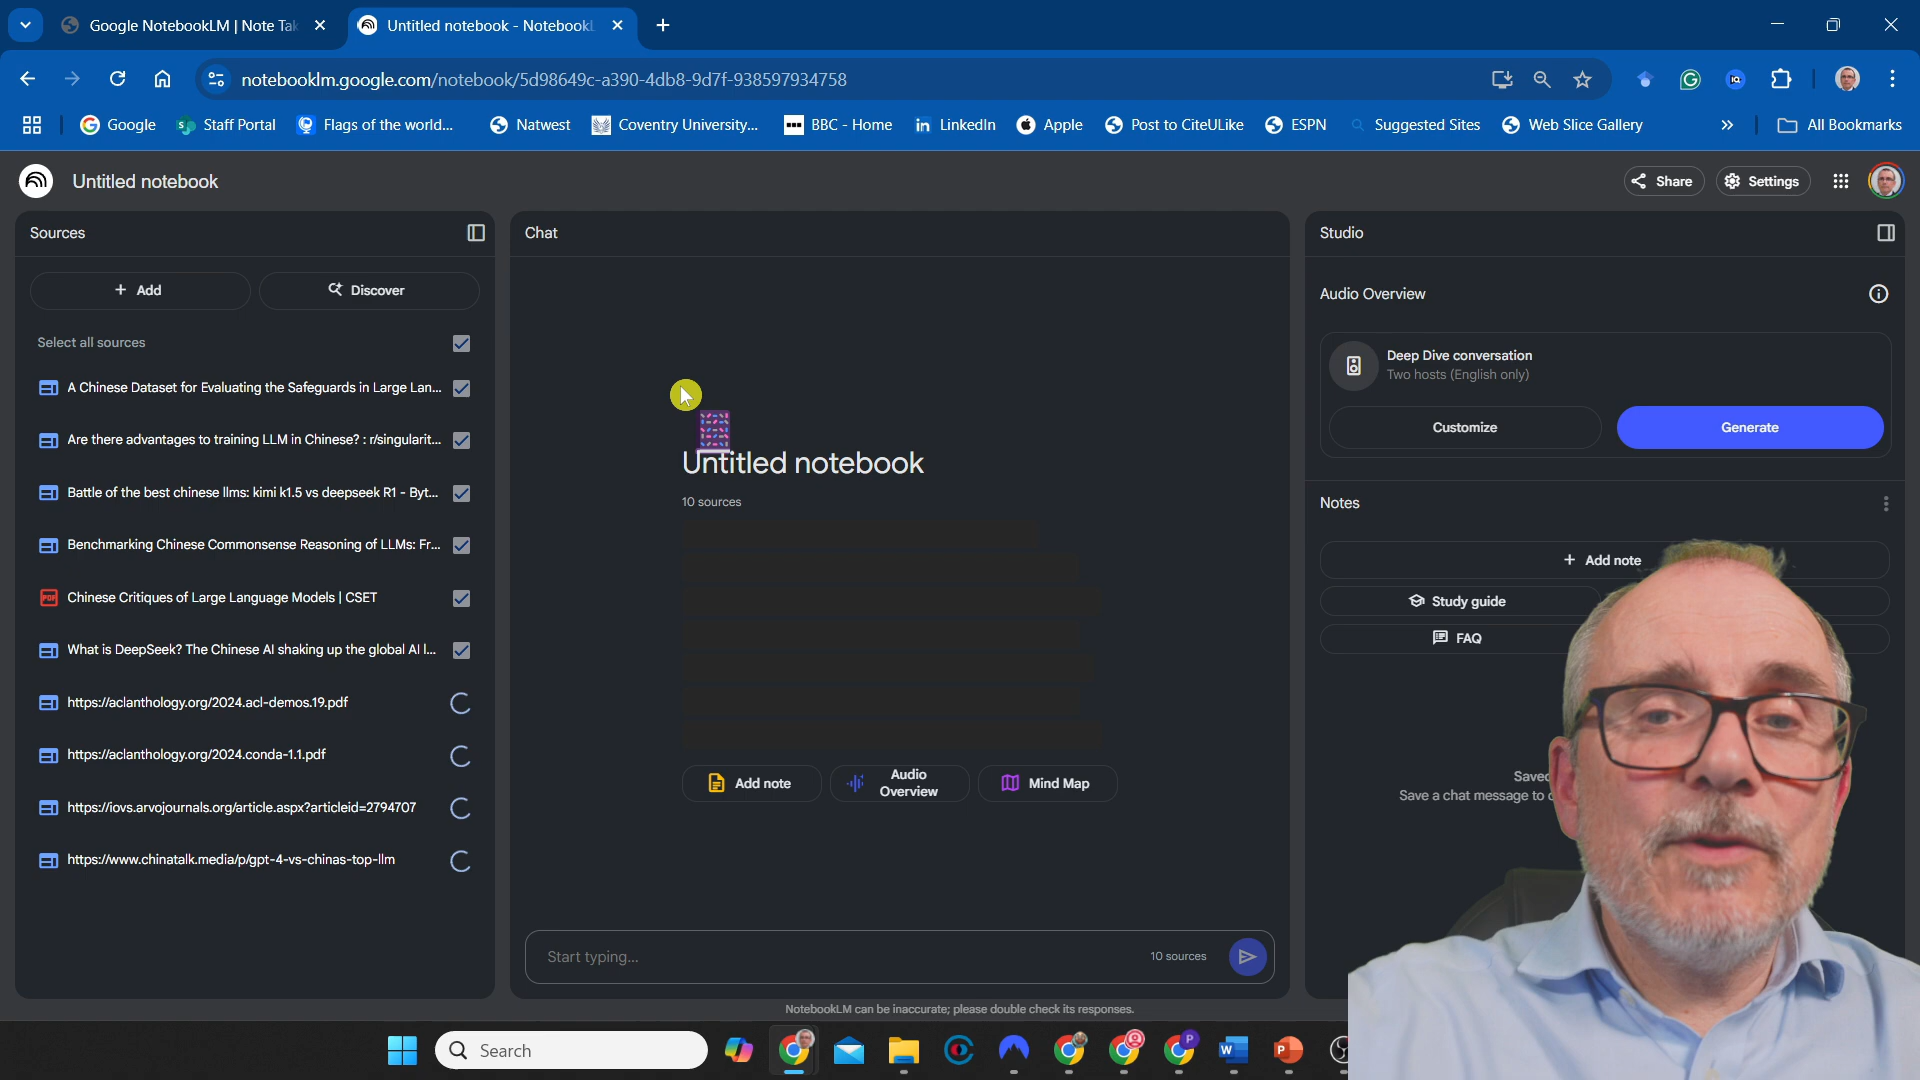 Google NotebookLM | Note Tak
Untitled notebook - NotebookL
notebooklm.google.com/notebook/5d98649c-a390-4db8-9d7f-938597934758
Google
Staff Portal
Flags of the world...
Natwest
Coventry University...
BBC - Home
LinkedIn
Apple
Post to CiteULike
ESPN
Suggested Sites
Web Slice Gallery
All Bookmarks
Untitled notebook
Share
Settings
Sources
Add
Discover
Select all sources
A Chinese Dataset for Evaluating the Safeguards in Large Lan...
Are there advantages to training LLM in Chinese? : r/singularit...
Battle of the best chinese llms: kimi k1.5 vs deepseek R1 - Byt...
Benchmarking Chinese Commonsense Reasoning of LLMs: Fr...
PDF
Chinese Critiques of Large Language Models | CSET
What is DeepSeek? The Chinese AI shaking up the global AI l...
https://aclanthology.org/2024.acl-demos.19.pdf
https://aclanthology.org/2024.conda-1.1.pdf
https://iovs.arvojournals.org/article.aspx?articleid=2794707
https://www.chinatalk.media/p/gpt-4-vs-chinas-top-llm
Chat
Untitled notebook
10 sources
Add note
Audio
Overview
Mind Map
Start typing...
10 sources
NotebookLM can be inaccurate; please double check its responses.
Studio
Audio Overview
Deep Dive conversation
Two hosts (English only)
Customize
Generate
Notes
Add note
Study guide
FAQ
Saved
Save a chat message to
Search